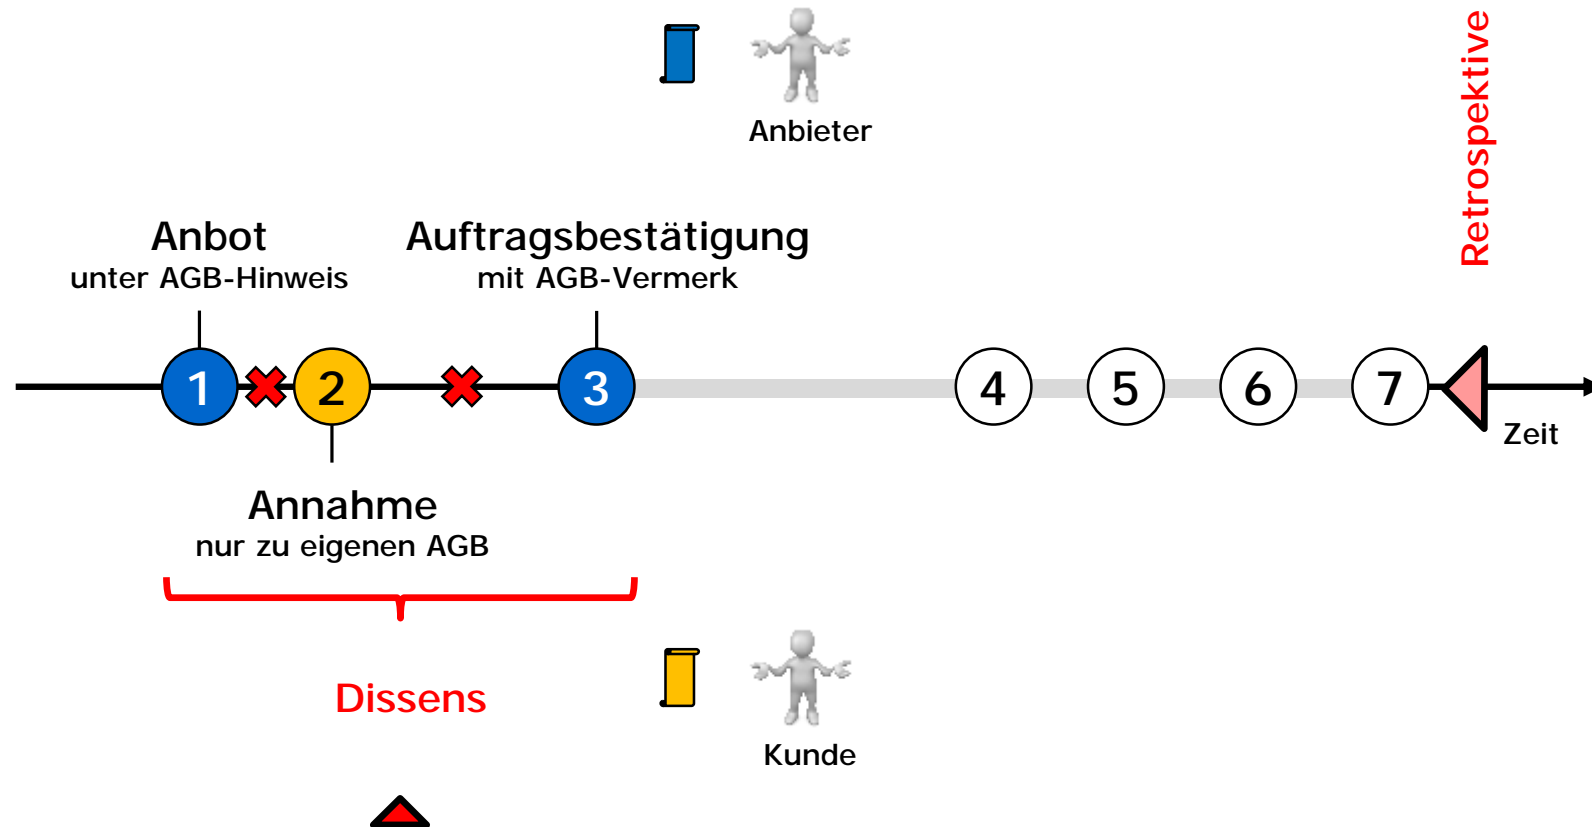 Anbieter
Retrospektive
Anbot
unter AGB-Hinweis
Auftragsbestätigung
mit AGB-Vermerk
1
2
3
4
5
6
7
Zeit
Annahme
nur zu eigenen AGB
Dissens
Kunde